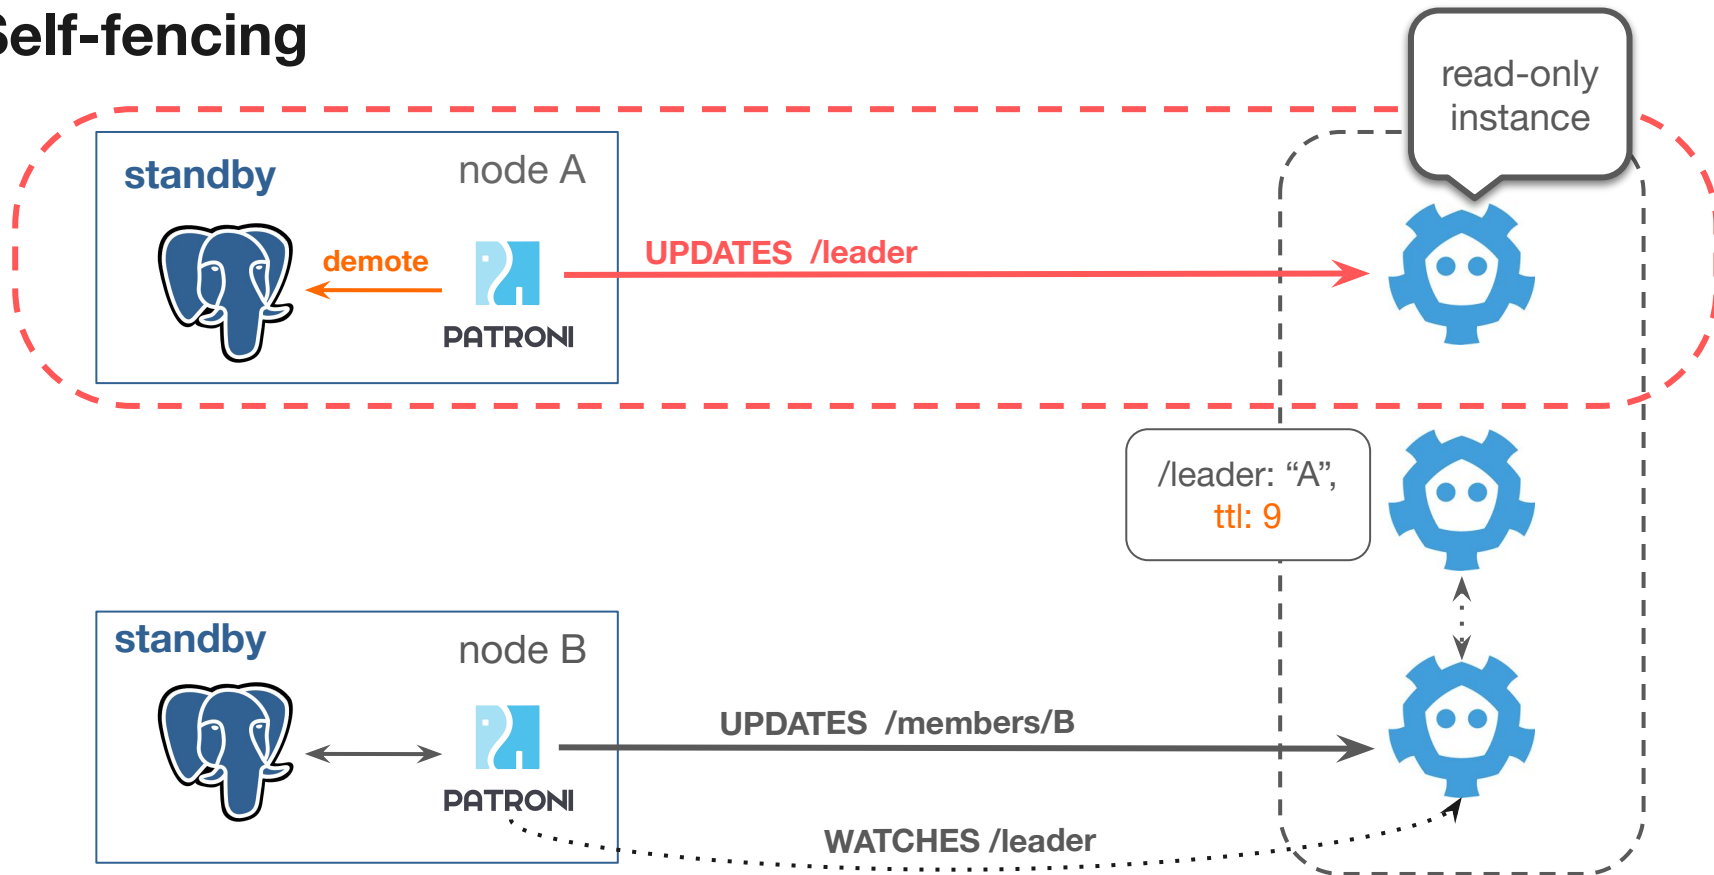 Self-fencing
read-only
instance
standby
node A
demote
UPDATES /leader
PATRONI
/leader: “A”,
ttl: 9
standby
node B
UPDATES /members/B
PATRONI
WATCHES /leader